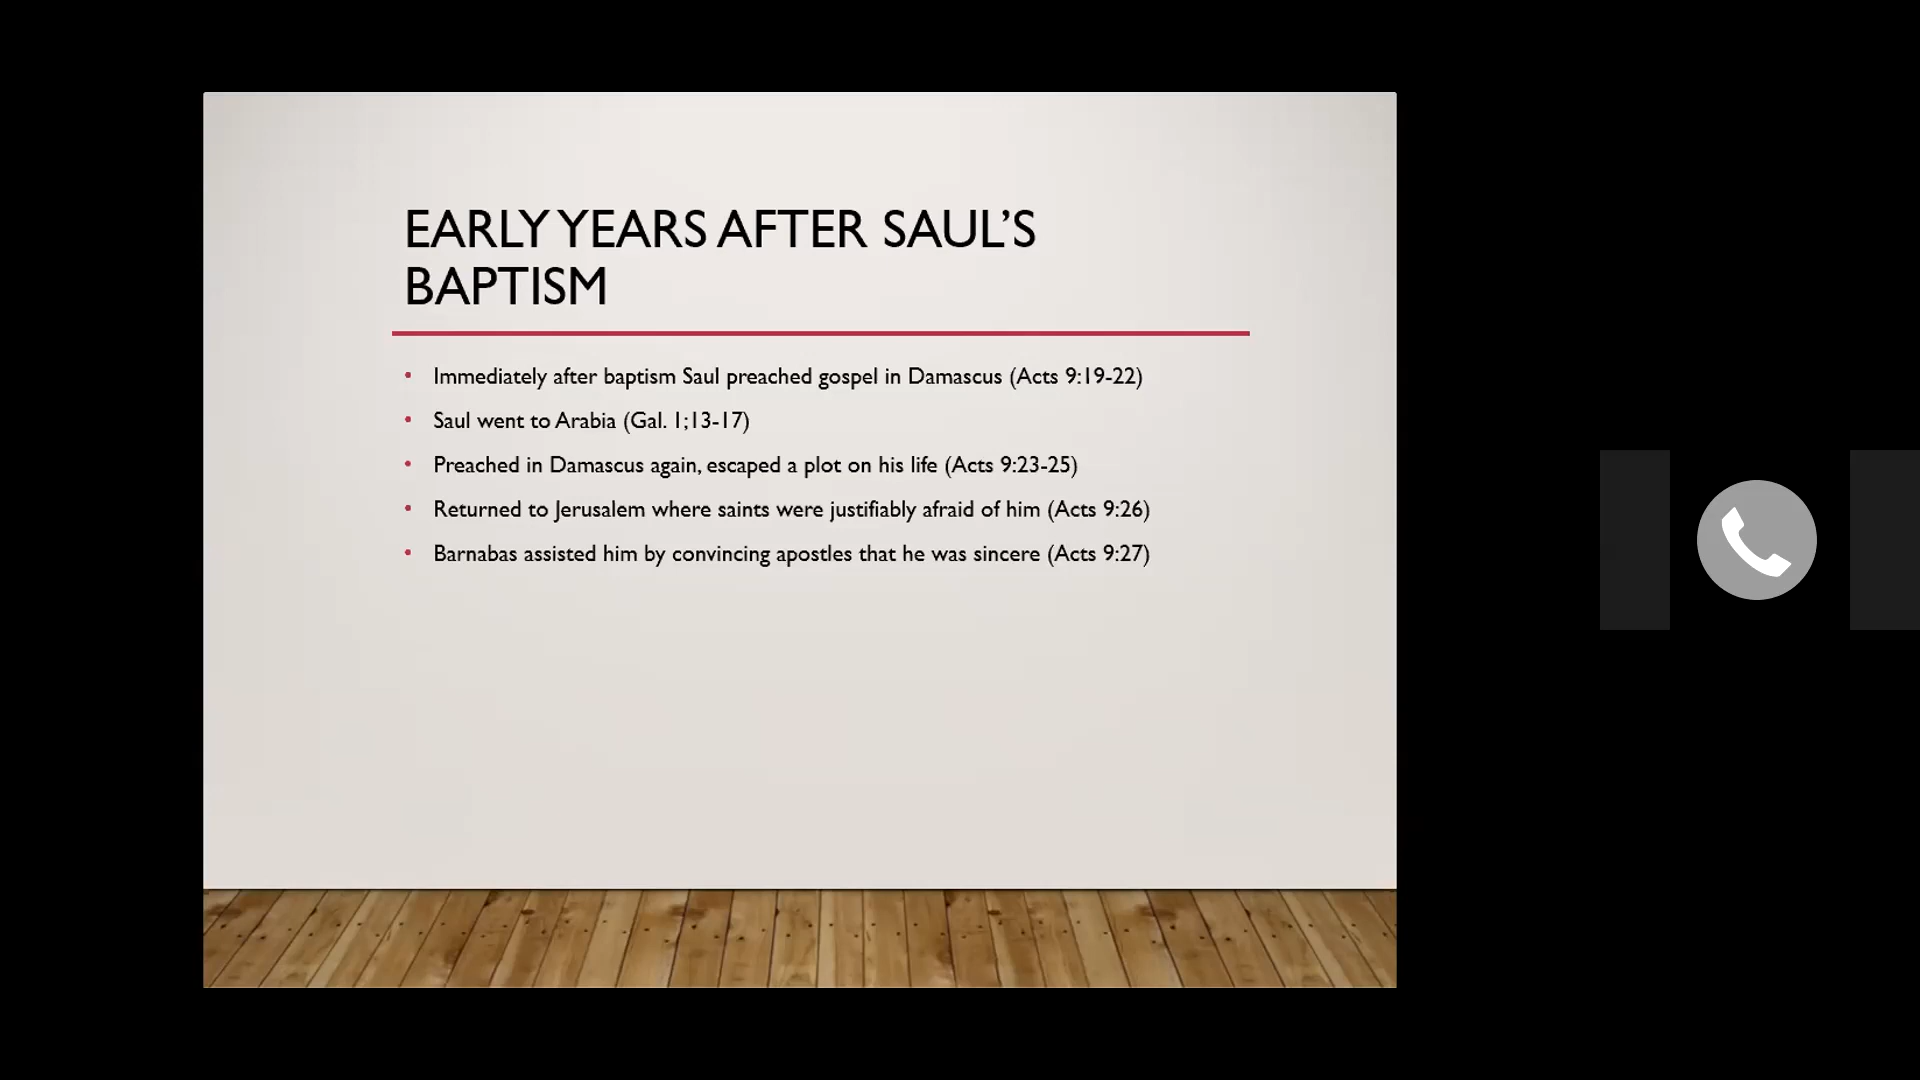 EARLY YEARS AFTER SAUL’S
BAPTISM
• Immediately after baptism Saul preached gospel in Damascus (Acts 9:19-22)
• Saul went to Arabia (Gal. 1;13-17)
• Preached in Damascus again, escaped a plot on his life (Acts 9:23-25)
• Returned to Jerusalem where saints were justifiably afraid of him (Acts 9:26)
• Barnabas assisted him by convincing apostles that he was sincere (Acts 9:27)